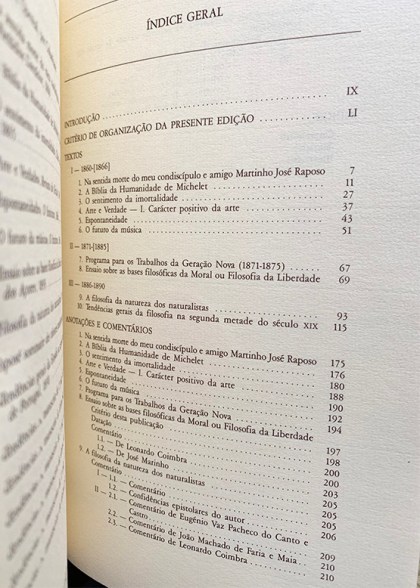 ÍNDICE GERAL
INTRODUÇÃO IX
CRITÉRIO DE ORGANIZAÇÃO DA PRESENTE EDIÇÃO LI
TEXTOS
I — 1860-[1866]
1. Na sentida morte do meu condiscípulo e amigo Martinho José Raposo 7
2. A Bíblia da Humanidade de Michelet 11
3. O sentimento da imortalidade 27
4. Arte e Verdade — I. Carácter positivo da arte 37
5. Espontaneidade 43
6. O futuro da música 51
II — 1871-[1885]
7. Programa para os Trabalhos da Geração Nova (1871-1875) 67
8. Ensaio sobre as bases filosóficas da Moral ou Filosofia da Liberdade 69
III — 1886-1890
9. A filosofia da natureza dos naturalistas 93
10. Tendências gerais da filosofia na segunda metade do século XIX 115
ANOTAÇÕES E COMENTÁRIOS
1. Na sentida morte do meu condiscípulo e amigo Martinho José Raposo 175
2. A Bíblia da Humanidade de Michelet 176
3. O sentimento da imortalidade 180
4. Arte e Verdade — I. Carácter positivo da arte 188
5. Espontaneidade 190
6. O futuro da música 192
7. Programa para os Trabalhos da Geração Nova 194
8. Ensaio sobre as bases filosóficas da Moral ou Filosofia da Liberdade
Critério desta publicação 197
Datação 198
Comentário 200
1.1. — De Leonardo Coimbra 200
1.2. — De José Marinho 203
9. A filosofia da natureza dos naturalistas 205
Comentário 205
I — 1.1. — Comentário 206
1.2. — Confidências epistolares do autor
II — 2.1. — Comentário de Eugénio Vaz Pacheco do Canto e
Castro 209
2.2. — Comentário de João Machado de Faria e Maia 210
2.3. — Comentário de Leonardo Coimbra 210